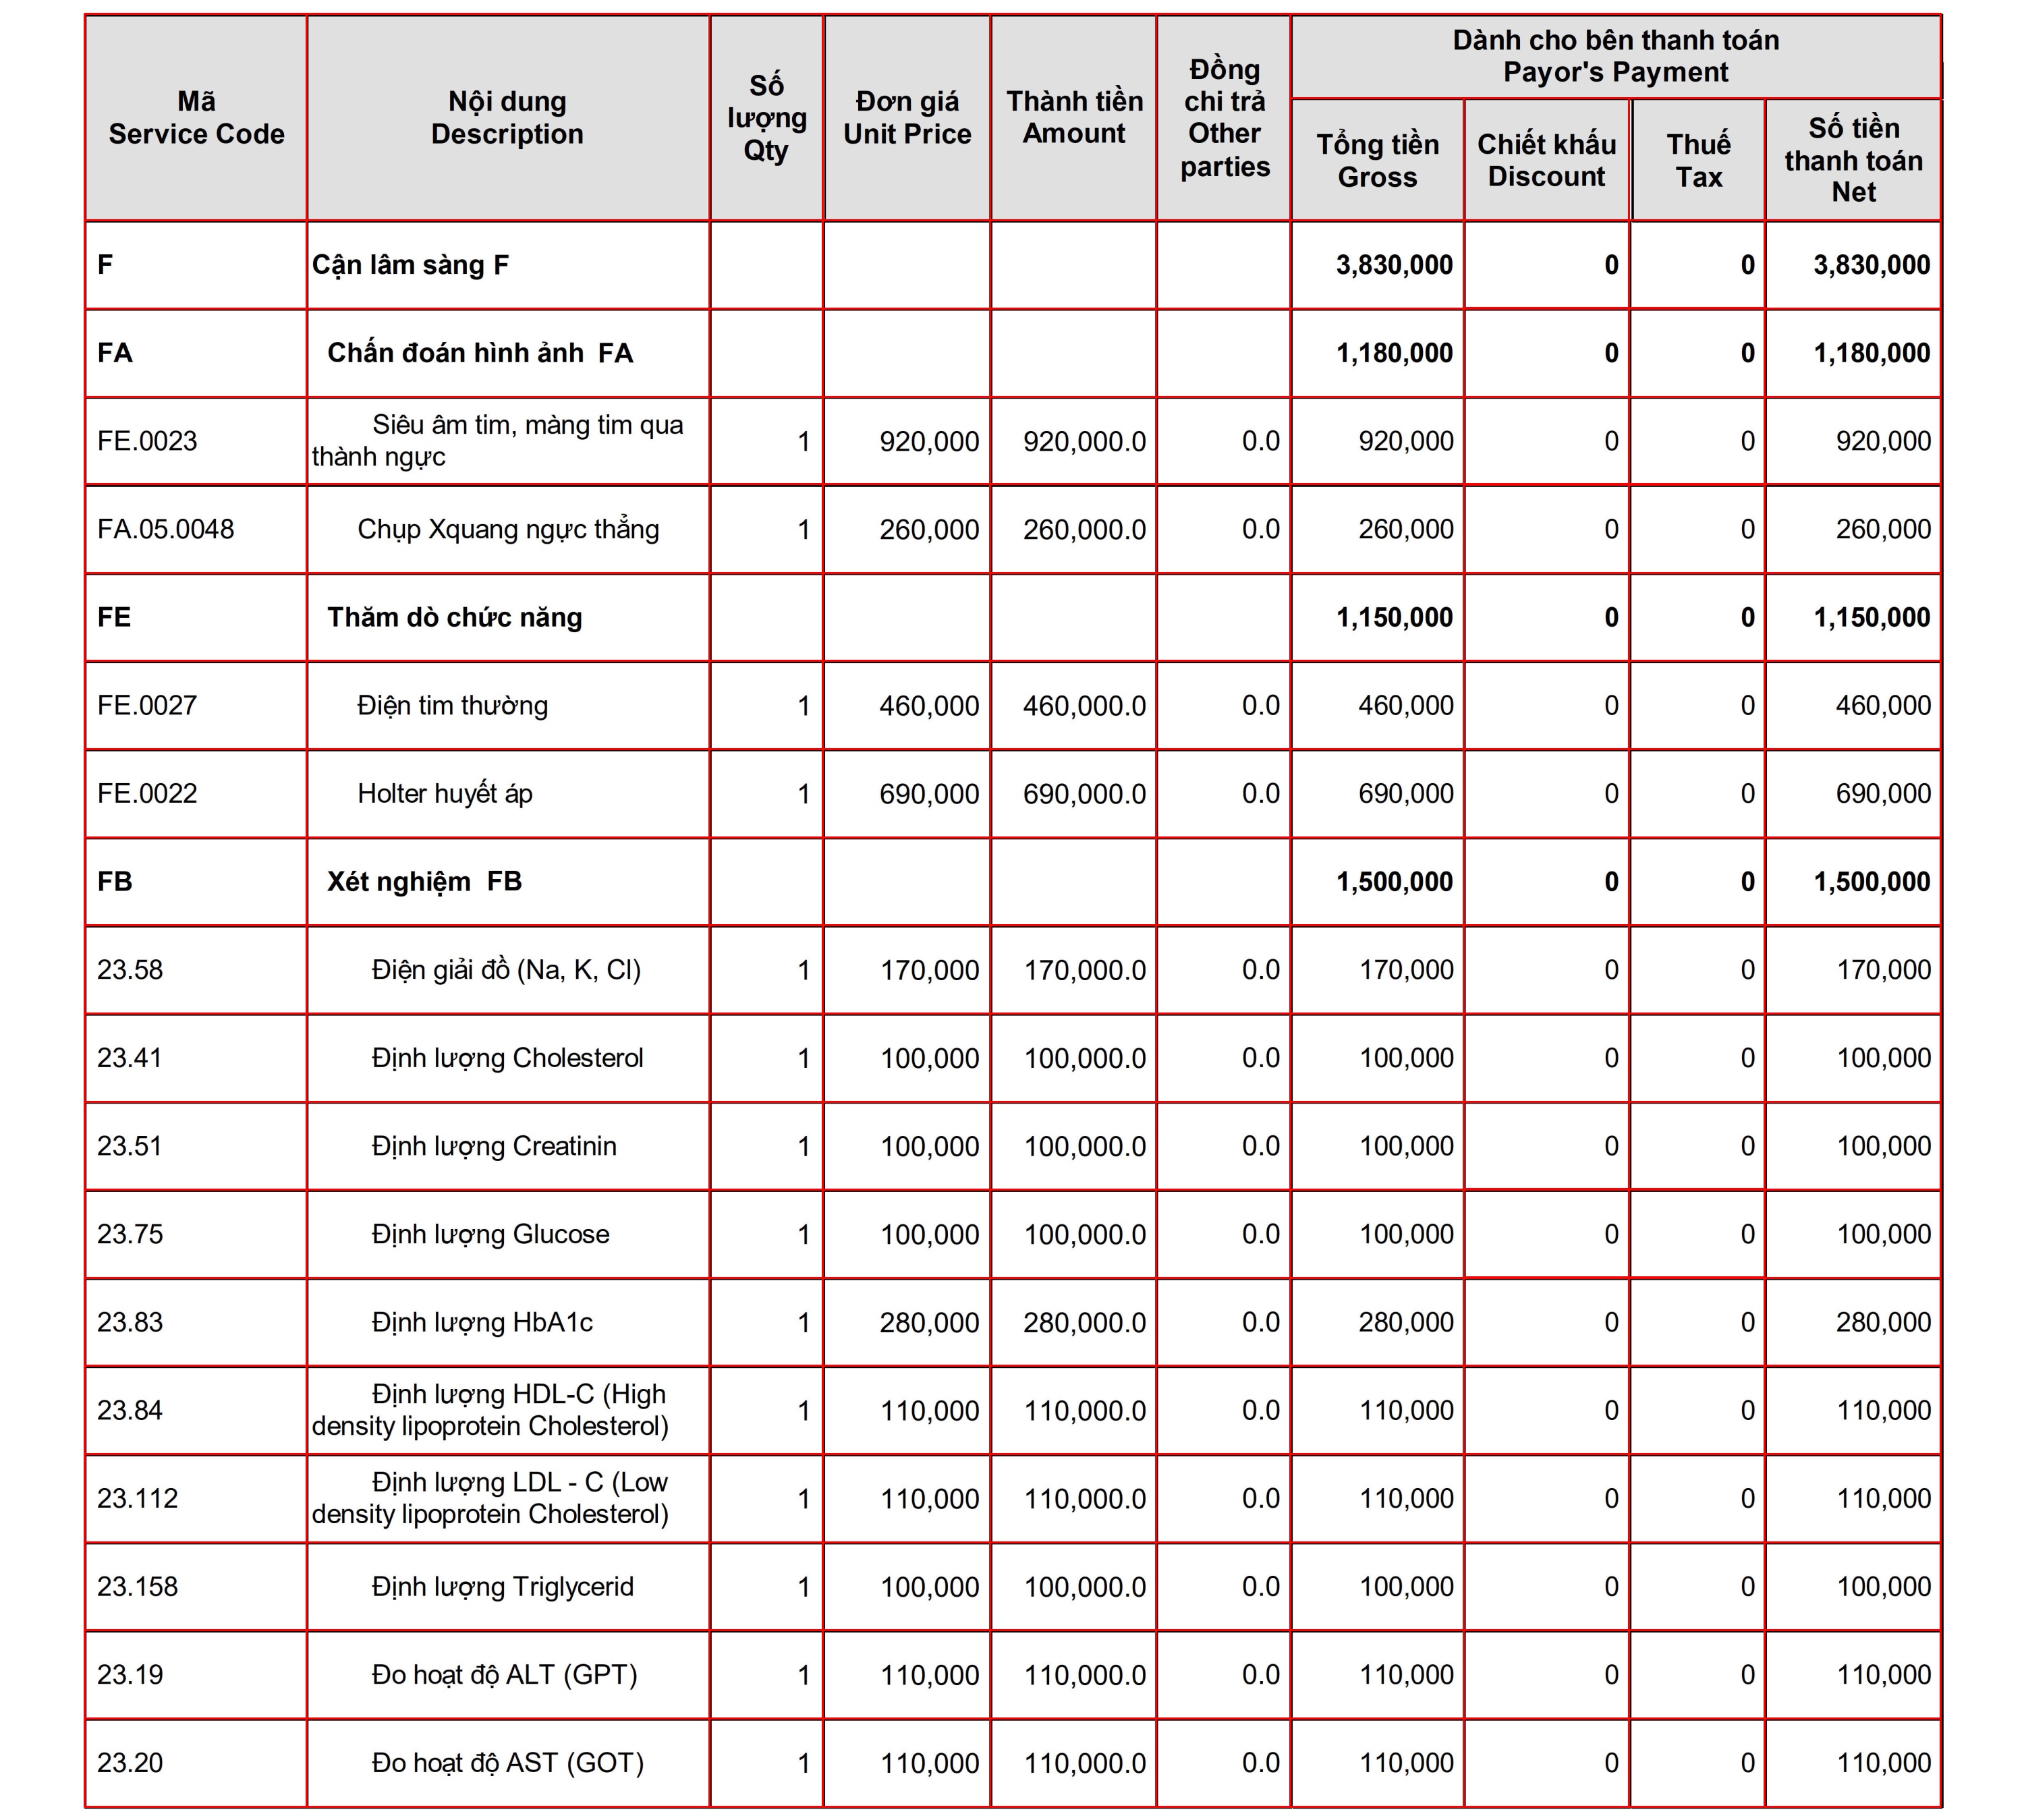 Mã
Service Code
Nội dung
Description
Số
lượng
Qty
Đơn giá
Unit Price
Thành tiền
Amount
Đồng
chi trả
Other
parties
Dành cho bên thanh toán
Payor's Payment
Tổng tiền
Gross
Chiết khấu
Discount
Thuế
Tax
Số tiền
thanh toán
Net
F Cận lâm sàng F 3,830,000 0 0 3,830,000
FA Chẩn đoán hình ảnh FA 1,180,000 0 0 1,180,000
FE.0023 Siêu âm tim, màng tim qua
thành ngực 1 920,000 920,000.0 0.0 920,000 0 0 920,000
FA.05.0048 Chụp Xquang ngực thẳng 1 260,000 260,000.0 0.0 260,000 0 0 260,000
FE Thăm dò chức năng 1,150,000 0 0 1,150,000
FE.0027 Điện tim thường 1 460,000 460,000.0 0.0 460,000 0 0 460,000
FE.0022 Holter huyết áp 1 690,000 690,000.0 0.0 690,000 0 0 690,000
FB Xét nghiệm FB 1,500,000 0 0 1,500,000
23.58 Điện giải đồ (Na, K, Cl) 1 170,000 170,000.0 0.0 170,000 0 0 170,000
23.41 Định lượng Cholesterol 1 100,000 100,000.0 0.0 100,000 0 0 100,000
23.51 Định lượng Creatinin 1 100,000 100,000.0 0.0 100,000 0 0 100,000
23.75 Định lượng Glucose 1 100,000 100,000.0 0.0 100,000 0 0 100,000
23.83 Định lượng HbA1c 1 280,000 280,000.0 0.0 280,000 0 0 280,000
23.84 Định lượng HDL-C (High
density lipoprotein Cholesterol) 1 110,000 110,000.0 0.0 110,000 0 0 110,000
23.112 Định lượng LDL - C (Low
density lipoprotein Cholesterol) 1 110,000 110,000.0 0.0 110,000 0 0 110,000
23.158 Định lượng Triglycerid 1 100,000 100,000.0 0.0 100,000 0 0 100,000
23.19 Đo hoạt độ ALT (GPT) 1 110,000 110,000.0 0.0 110,000 0 0 110,000
23.20 Đo hoạt độ AST (GOT) 1 110,000 110,000.0 0.0 110,000 0 0 110,000